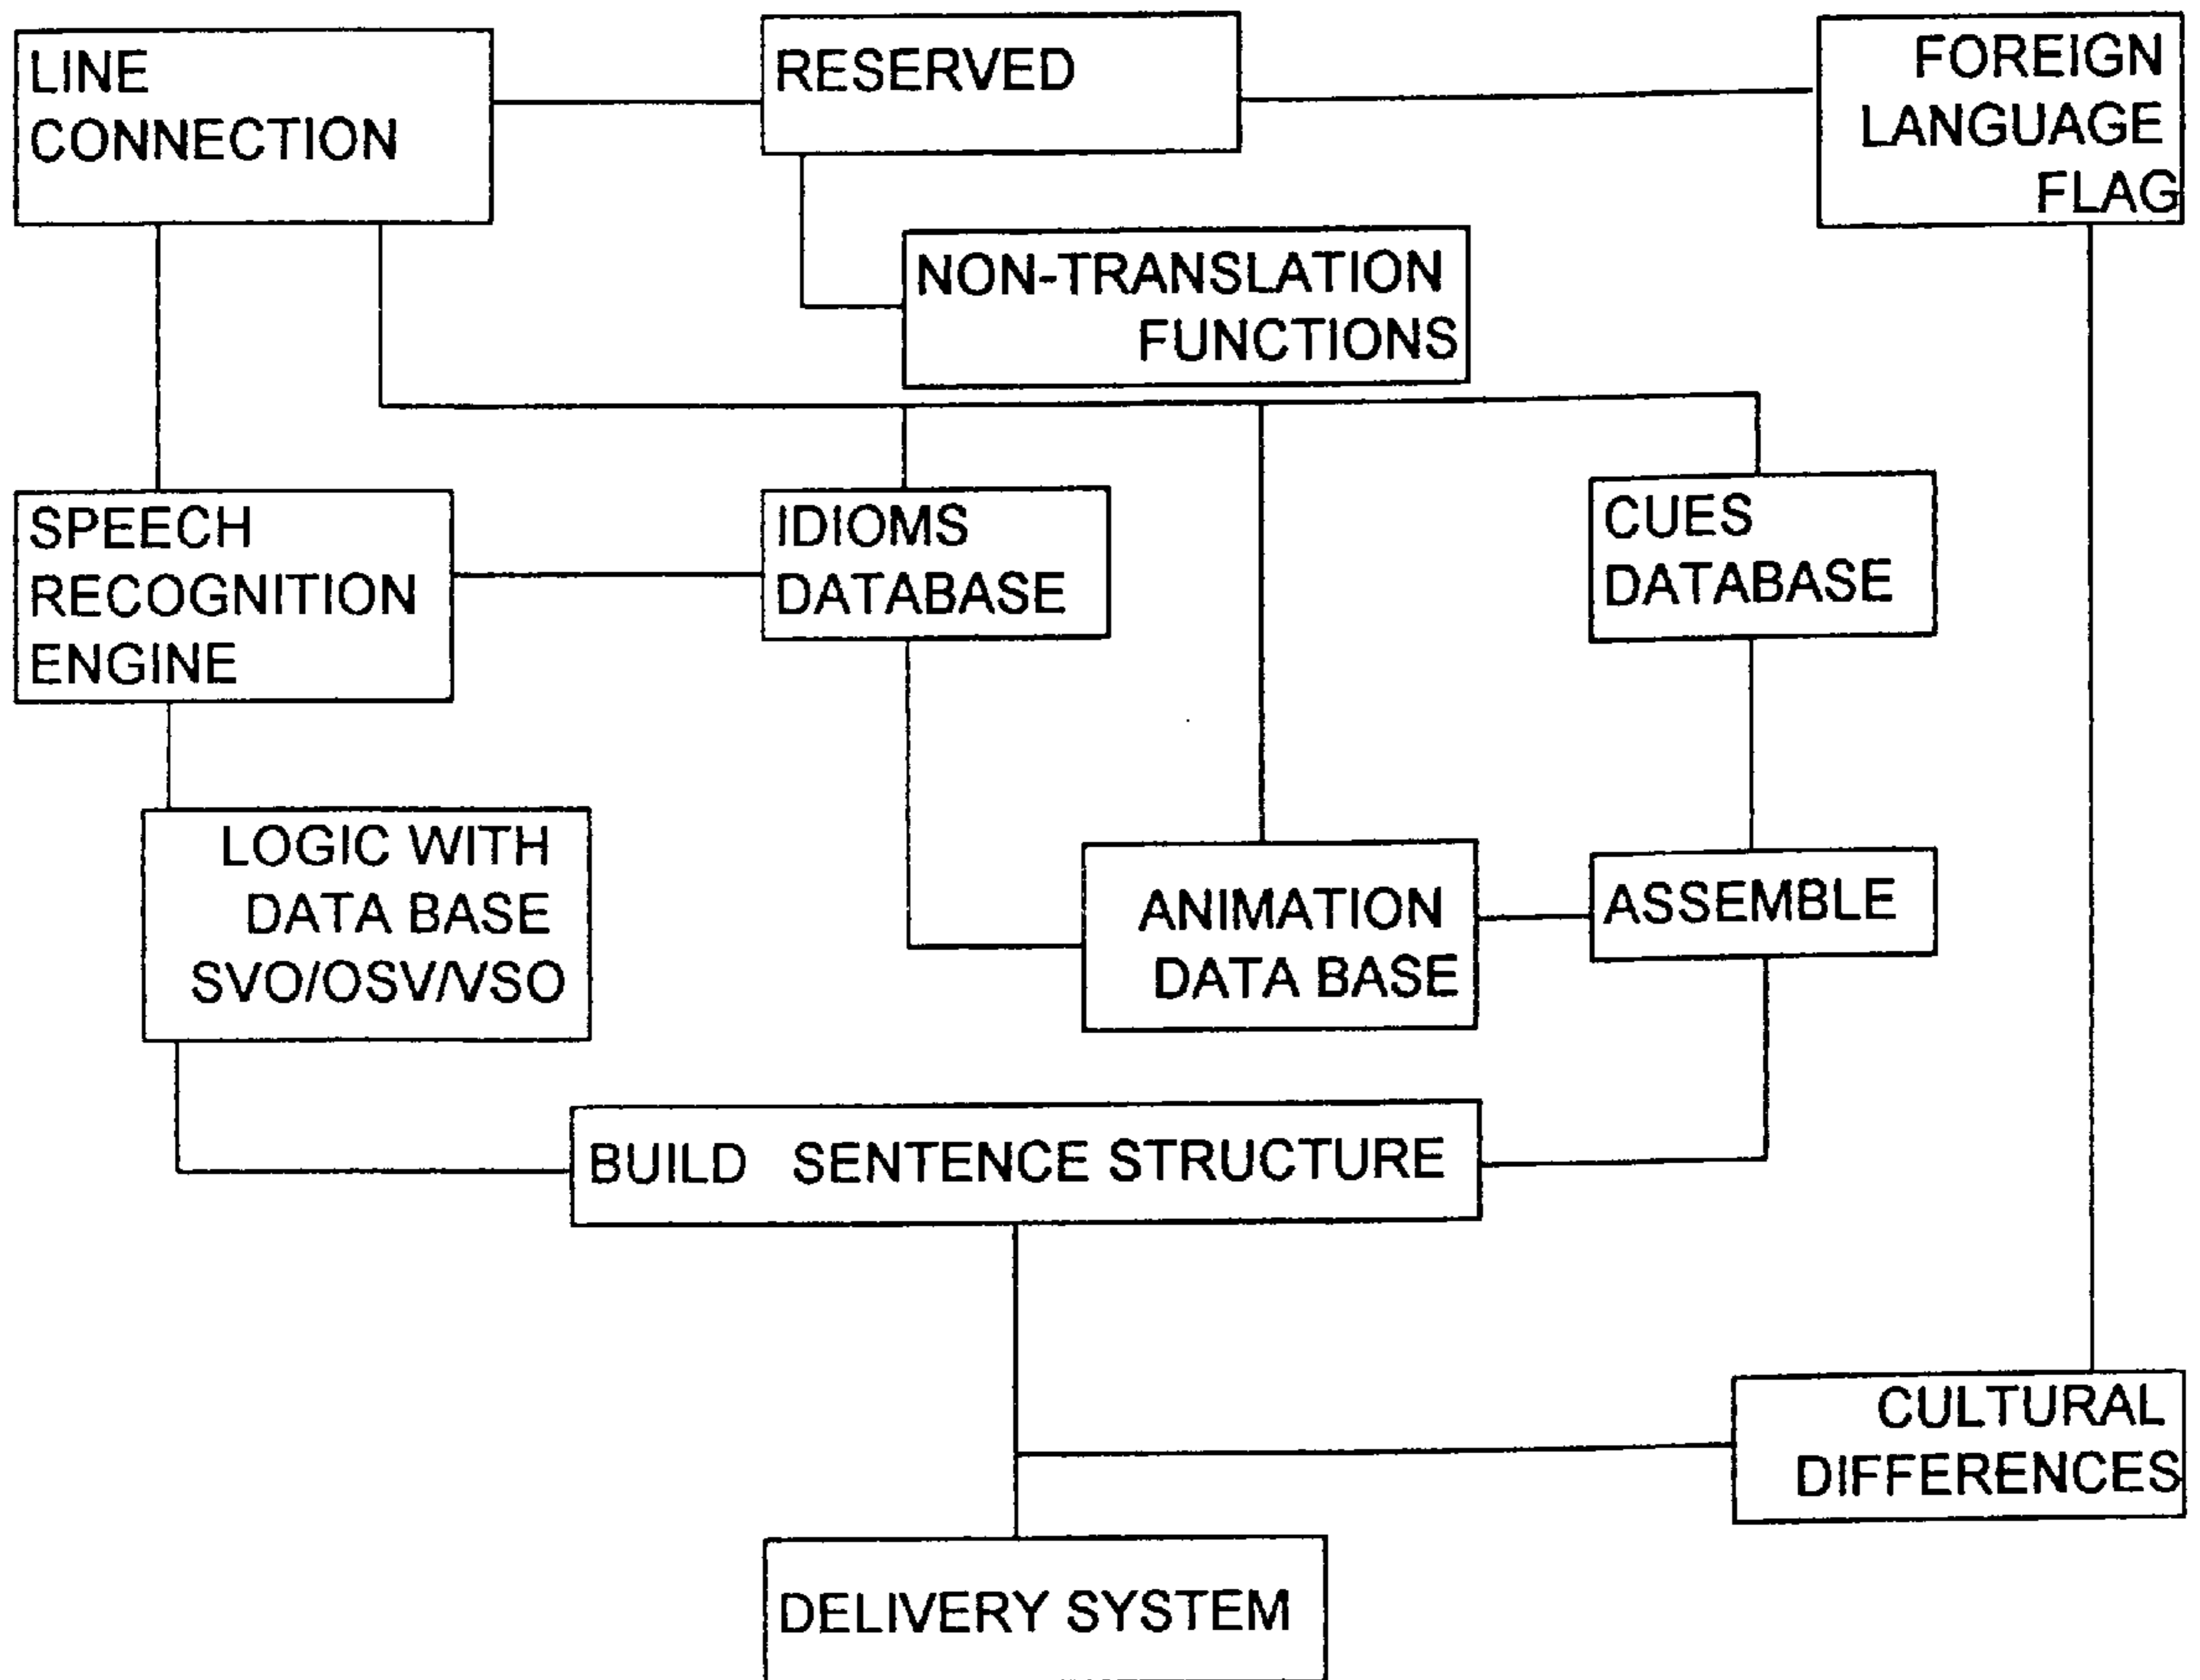 LINE
CONNECTION
RESERVED
FOREIGN
LANGUAGE
FLAG
NON-TRANSLATION
FUNCTIONS
SPEECH
RECOGNITION
ENGINE
IDIOMS
DATABASE
CUES
DATABASE
LOGIC WITH
DATA BASE
SVO/OSV/VSO
ANIMATION
DATA BASE
ASSEMBLE
BUILD SENTENCE STRUCTURE
CULTURAL
DIFFERENCES
DELIVERY SYSTEM